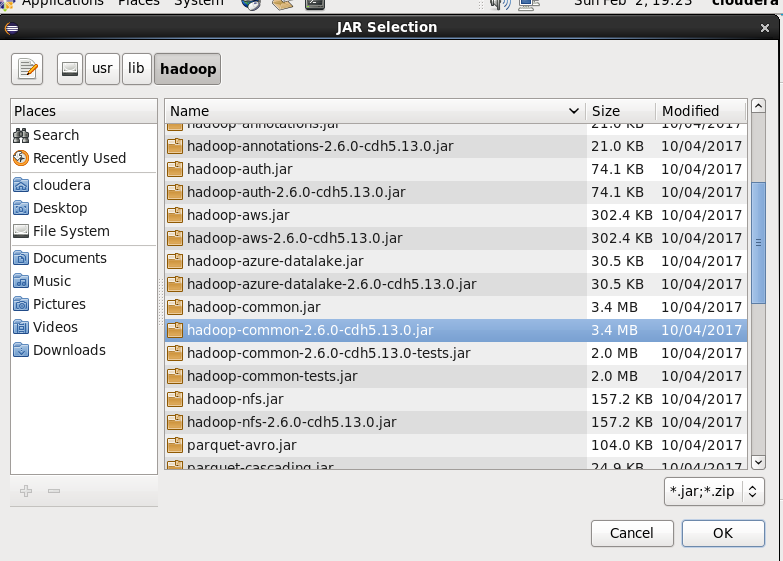 Applications Places System Sun Feb 2, 19:23 cloudera
JAR Selection
usr lib hadoop
Places
Search
Recently Used
cloudera
Desktop
File System
Documents
Music
Pictures
Videos
Downloads
Name Size Modified
hadoop-annotations.jar 21.0 KB 10/04/2017
hadoop-annotations-2.6.0-cdh5.13.0.jar 21.0 KB 10/04/2017
hadoop-auth.jar 74.1 KB 10/04/2017
hadoop-auth-2.6.0-cdh5.13.0.jar 74.1 KB 10/04/2017
hadoop-aws.jar 302.4 KB 10/04/2017
hadoop-aws-2.6.0-cdh5.13.0.jar 302.4 KB 10/04/2017
hadoop-azure-datalake.jar 30.5 KB 10/04/2017
hadoop-azure-datalake-2.6.0-cdh5.13.0.jar 30.5 KB 10/04/2017
hadoop-common.jar 3.4 MB 10/04/2017
hadoop-common-2.6.0-cdh5.13.0.jar 3.4 MB 10/04/2017
hadoop-common-2.6.0-cdh5.13.0-tests.jar 2.0 MB 10/04/2017
hadoop-common-tests.jar 2.0 MB 10/04/2017
hadoop-nfs.jar 157.2 KB 10/04/2017
hadoop-nfs-2.6.0-cdh5.13.0.jar 157.2 KB 10/04/2017
parquet-avro.jar 104.0 KB 10/04/2017
parquet-cascading.jar 24.9 KB 10/04/2017
*.jar;*.zip
Cancel OK